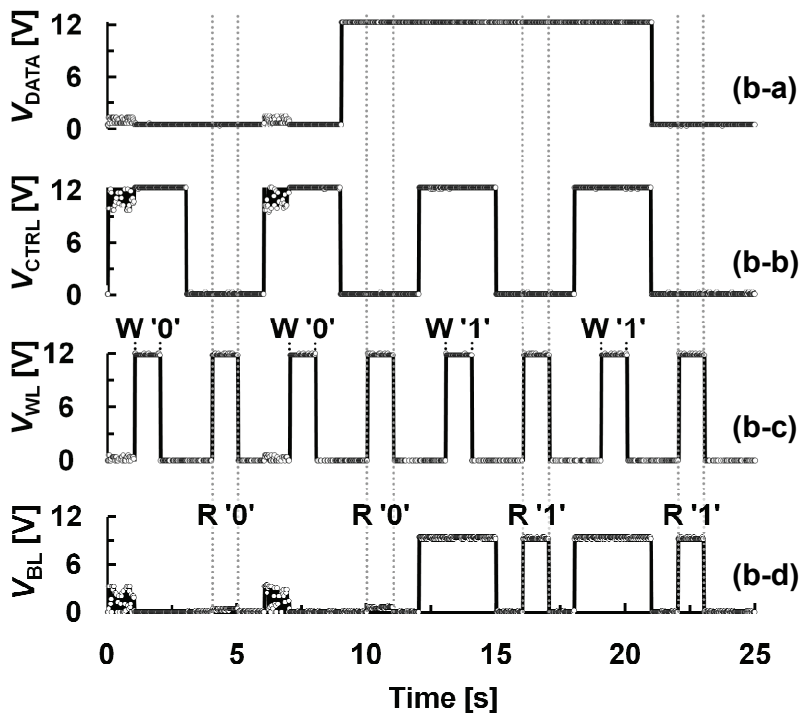 V_DATA [V]
12
6
0
(b-a)
V_CTRL [V]
12
6
0
(b-b)
W '0' W '0' W '1' W '1'
V_WL [V]
12
6
0
(b-c)
R '0' R '0' R '1' R '1'
V_BL [V]
12
6
0
(b-d)
0 5 10 15 20 25
Time [s]